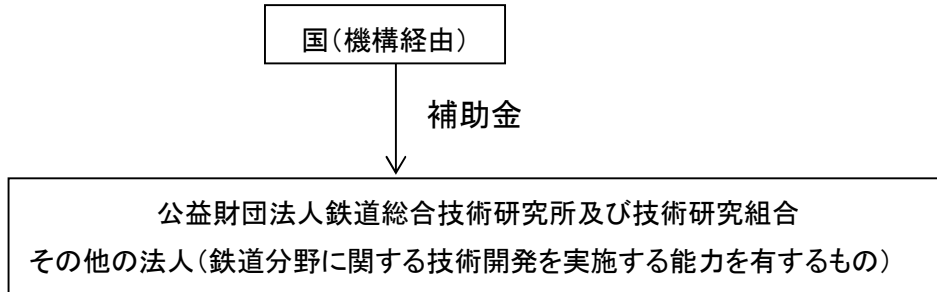 国（機構経由）
補助金
公益財団法人鉄道総合技術研究所及び技術研究組合
その他の法人（鉄道分野に関する技術開発を実施する能力を有するもの）